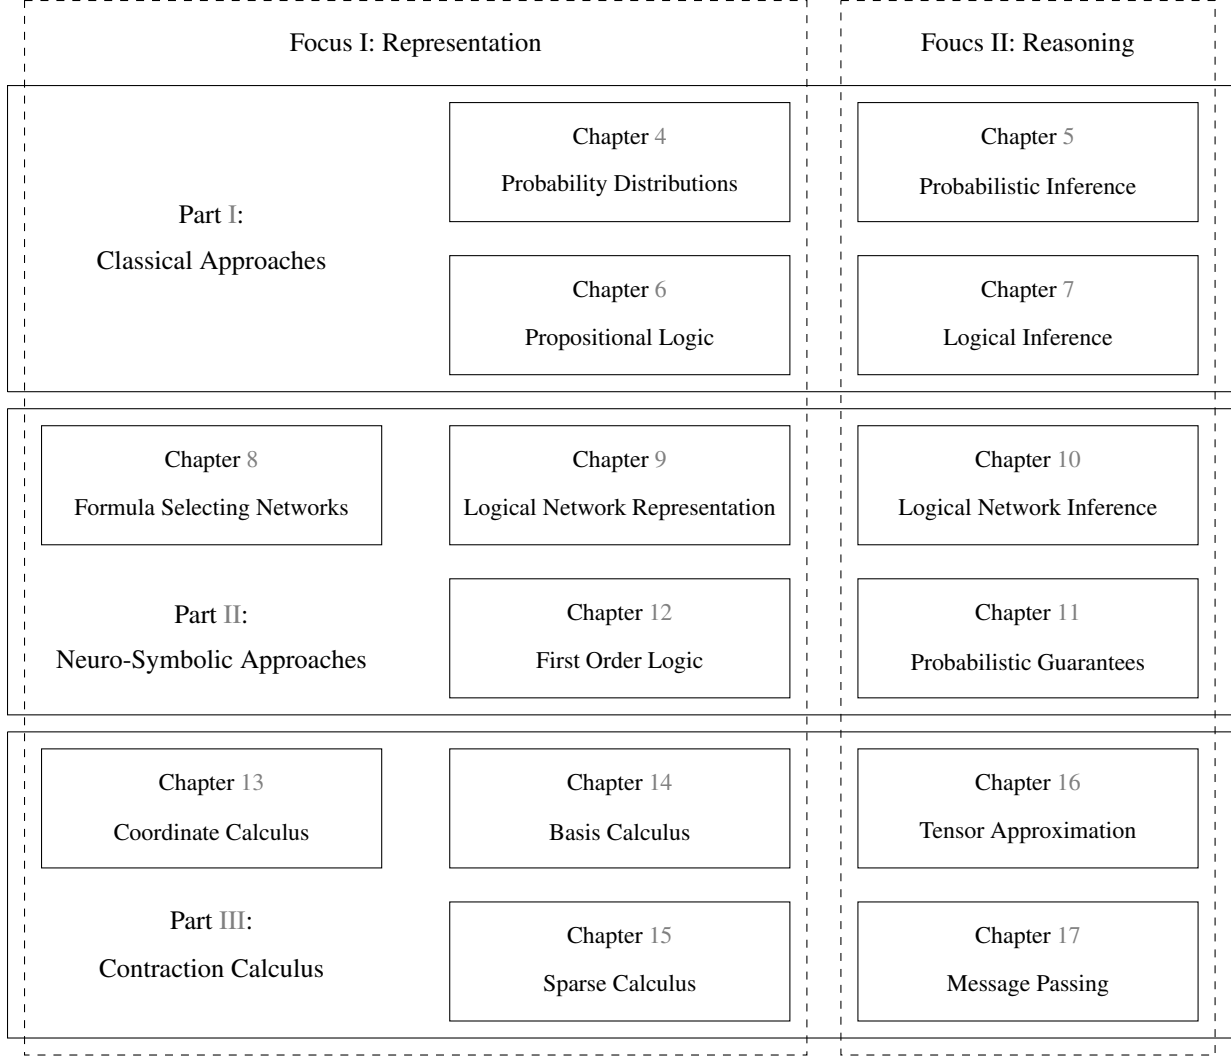 Focus I: Representation
Foucs II: Reasoning
Part I:
Classical Approaches
Chapter 4
Probability Distributions
Chapter 5
Probabilistic Inference
Chapter 6
Propositional Logic
Chapter 7
Logical Inference
Chapter 8
Formula Selecting Networks
Chapter 9
Logical Network Representation
Chapter 10
Logical Network Inference
Part II:
Neuro-Symbolic Approaches
Chapter 12
First Order Logic
Chapter 11
Probabilistic Guarantees
Chapter 13
Coordinate Calculus
Chapter 14
Basis Calculus
Chapter 16
Tensor Approximation
Part III:
Contraction Calculus
Chapter 15
Sparse Calculus
Chapter 17
Message Passing